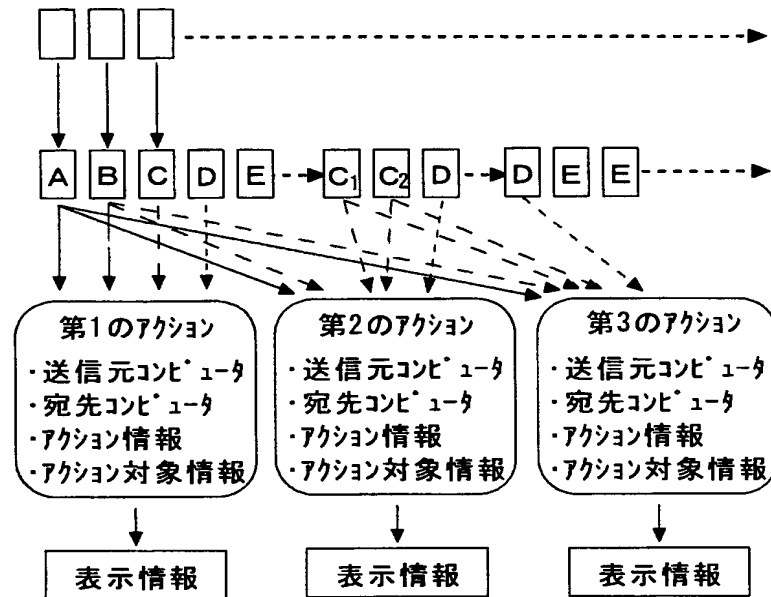 A B C D E C₁ C₂ D D E E
第1のアクション 第2のアクション 第3のアクション
・送信元コンピュータ ・送信元コンピュータ ・送信元コンピュータ
・宛先コンピュータ ・宛先コンピュータ ・宛先コンピュータ
・アクション情報 ・アクション情報 ・アクション情報
・アクション対象情報 ・アクション対象情報 ・アクション対象情報
表示情報 表示情報 表示情報